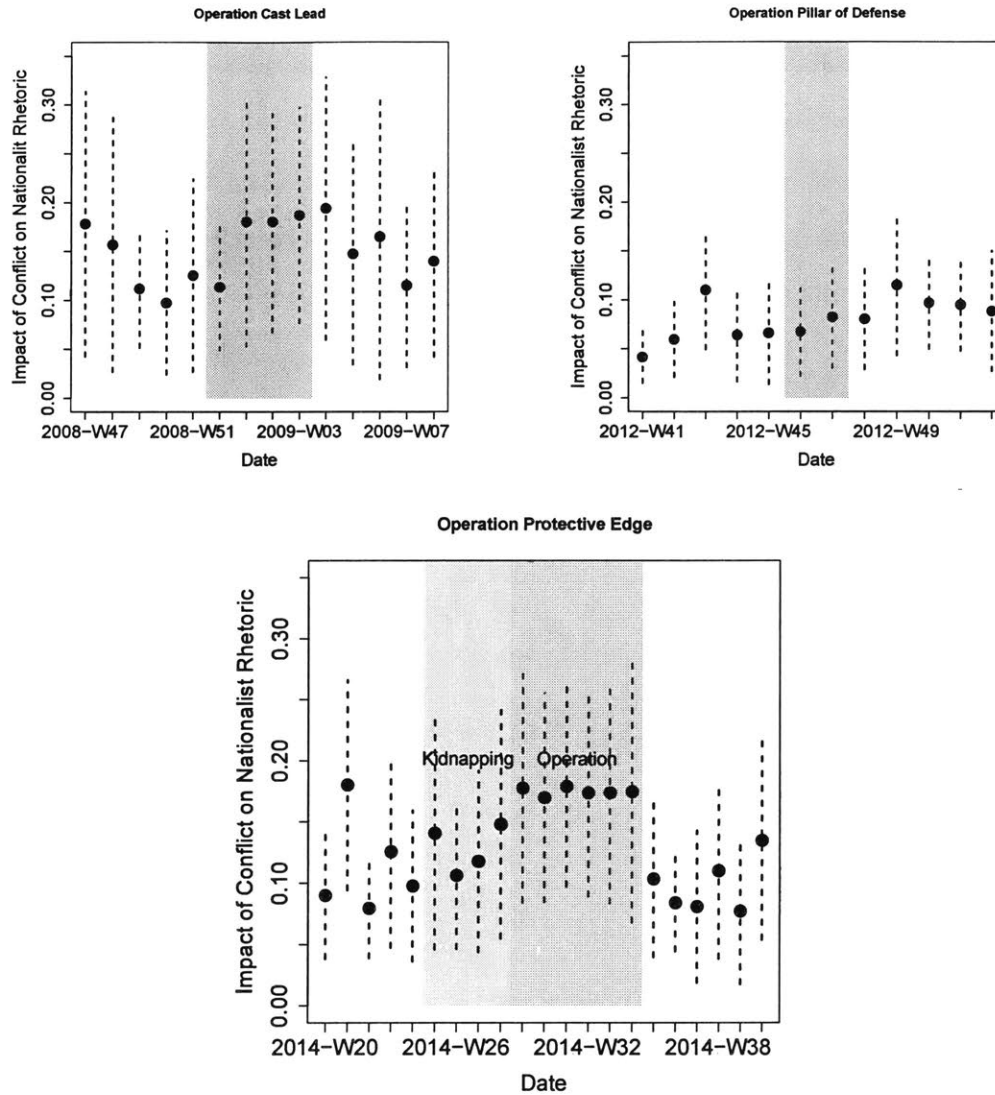 Operation Cast Lead
Impact of Conflict on Nationalit Rhetoric
0.30
0.20
0.10
0.00
2008-W47 2008-W51 2009-W03 2009-W07
Date
Operation Pillar of Defense
Impact of Conflict on Nationalist Rhetoric
0.30
0.20
0.10
0.00
2012-W41 2012-W45 2012-W49
Date
Operation Protective Edge
Impact of Conflict on Nationalist Rhetoric
0.30
0.20
0.10
0.00
Kidnapping Operation
2014-W20 2014-W26 2014-W32 2014-W38
Date